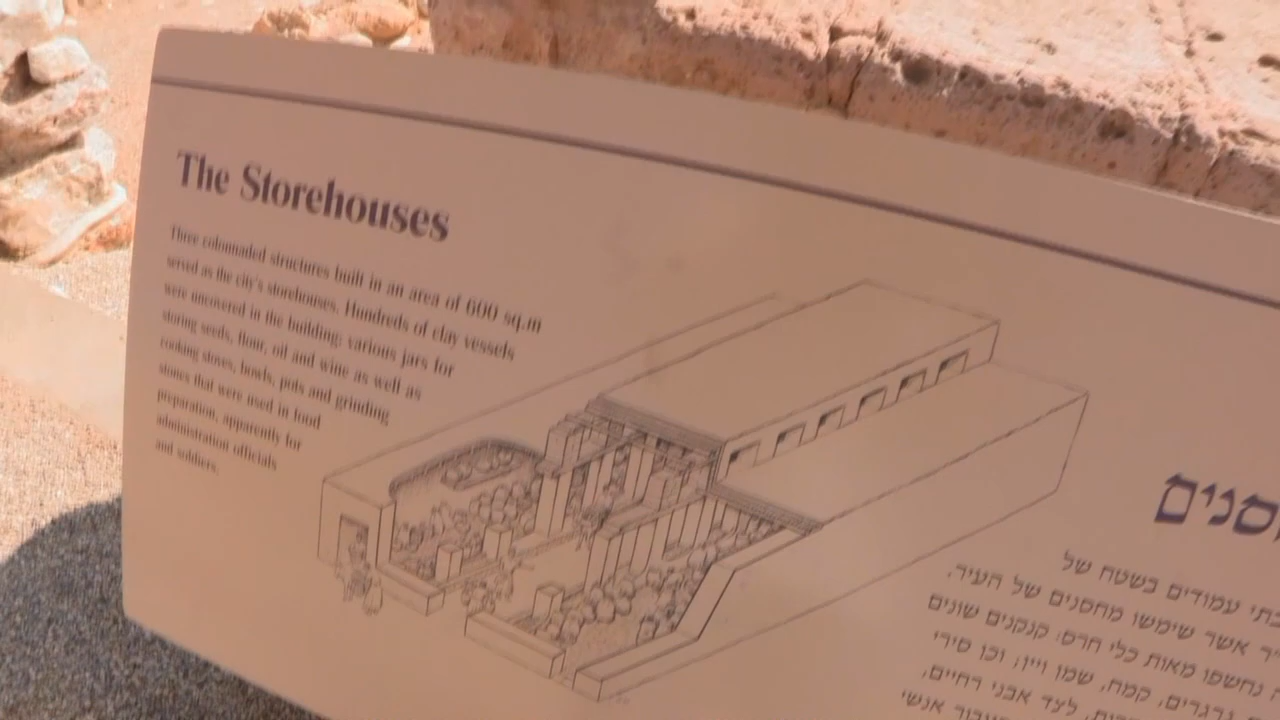 The Storehouses
Three colonnaded structures built in an area of 600 sq.m
served as the city's storehouses. Hundreds of clay vessels
were uncovered in the building: various jars for
storing seeds, flour, oil and wine as well as
cooking stoves, bowls, pots and grinding
stones that were used in food
preparation, apparently for
administration officials
and soldiers.
עמודים בשטח של
אשר שימשו מחסנים של העיר.
נחשפו מאות כלי חרס: קנקנים שונים
גרגרים, קמח, שמן ויין; וכן סירי
לצד אבני רחיים,
אנשי